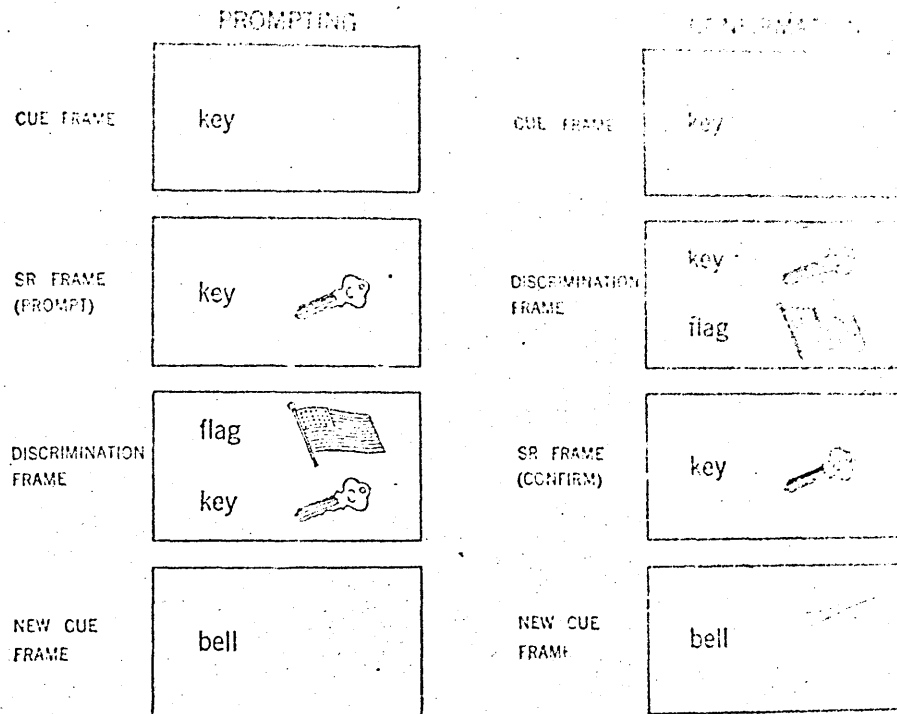 PROMPTING
CUE FRAME
key
SR FRAME
(PROMPT)
key
DISCRIMINATION
FRAME
flag
key
NEW CUE
FRAME
bell
CONFIRMATION
CUE FRAME
key
DISCRIMINATION
FRAME
key
flag
SR FRAME
(CONFIRM)
key
NEW CUE
FRAME
bell